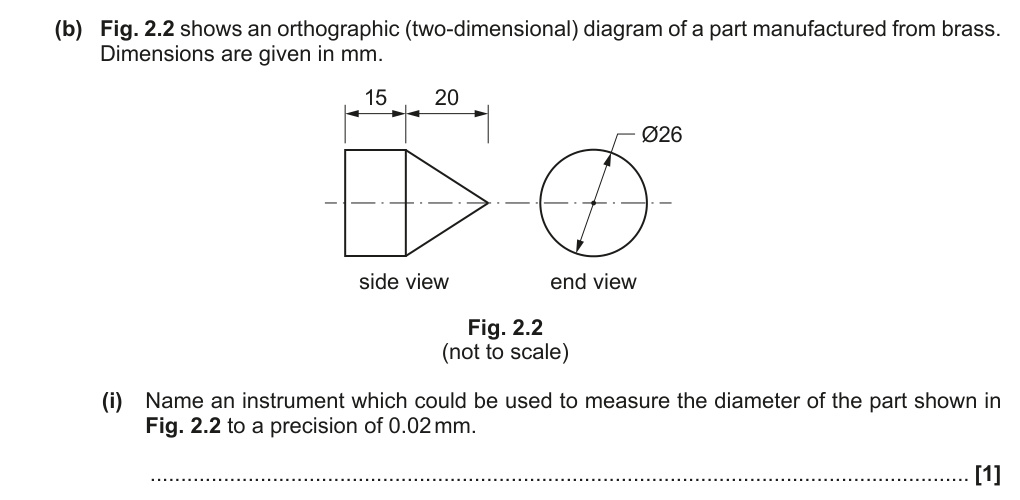 (b) Fig. 2.2 shows an orthographic (two-dimensional) diagram of a part manufactured from brass.
Dimensions are given in mm.
15 20
Ø26
side view end view
Fig. 2.2
(not to scale)
(i) Name an instrument which could be used to measure the diameter of the part shown in
Fig. 2.2 to a precision of 0.02 mm.
.......................................................................................................................................... [1]